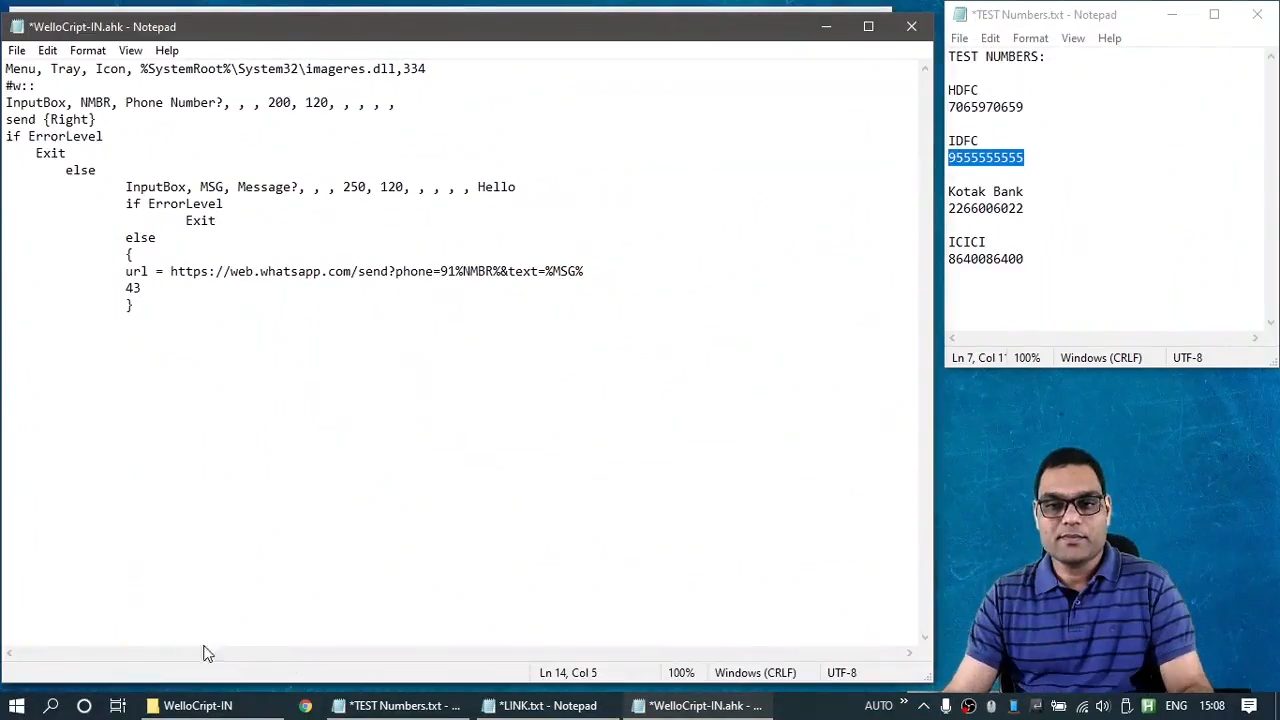 *WelloCript-IN.ahk - Notepad
File Edit Format View Help
Menu, Tray, Icon, %SystemRoot%\System32\imageres.dll,334
#w::
InputBox, NMBR, Phone Number?, , , 200, 120, , , , ,
send {Right}
if ErrorLevel
Exit
else
InputBox, MSG, Message?, , , 250, 120, , , , , Hello
if ErrorLevel
Exit
else
{
url = https://web.whatsapp.com/send?phone=91%NMBR%&text=%MSG%
43
}
Ln 14, Col 5 100% Windows (CRLF) UTF-8
*TEST Numbers.txt - Notepad
File Edit Format View Help
TEST NUMBERS:
HDFC
7065970659
IDFC
9555555555
Kotak Bank
2266006022
ICICI
8640086400
Ln 7, Col 1 100% Windows (CRLF) UTF-8
WelloCript-IN *TEST Numbers.txt - ... *LINK.txt - Notepad *WelloCript-IN.ahk - ... AUTO ENG 15:08